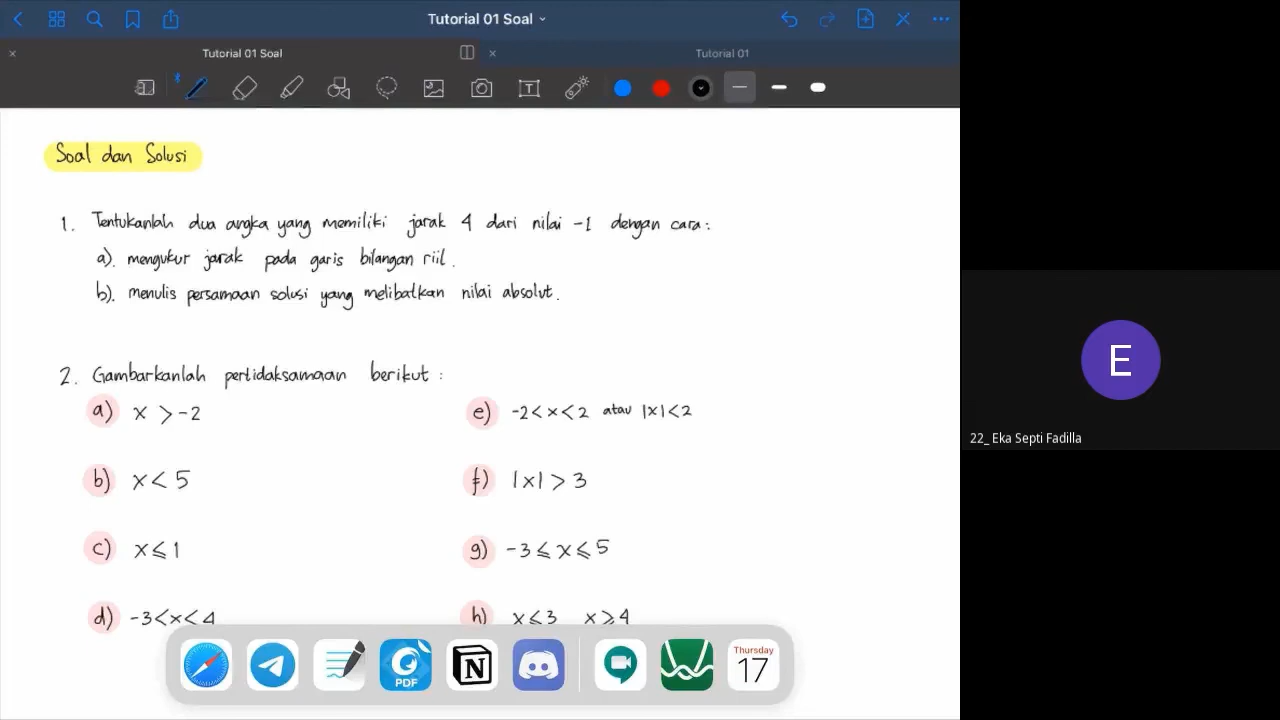 Tutorial 01 Soal
Tutorial 01 Soal
Tutorial 01
T
Soal dan Solusi
1. Tentukanlah dua angka yang memiliki jarak 4 dari nilai -1 dengan cara:
a). mengukur jarak pada garis bilangan riil.
b). menulis persamaan solusi yang melibatkan nilai absolut.
2. Gambarkanlah pertidaksamaan berikut :
a) x > -2
e) -2 < x < 2 atau |x| < 2
b) x < 5
f) |x| > 3
c) x ⩽ 1
g) -3 ⩽ x ⩽ 5
d) -3 < x < 4
h) x ⩽ 3 x ⩾ 4
PDF
N
Thursday
17
E
22_ Eka Septi Fadilla